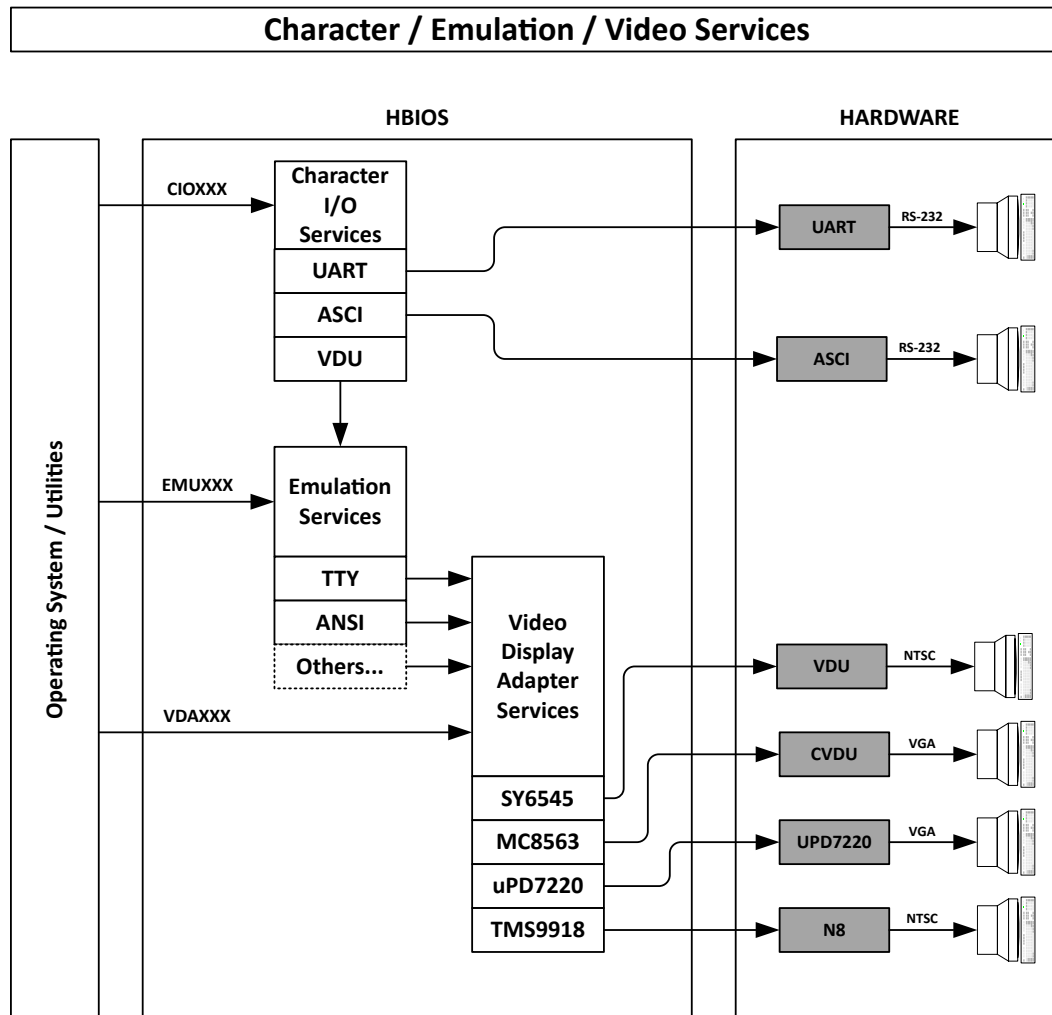 Character / Emulation / Video Services
HBIOS
HARDWARE
Operating System / Utilities
CIOXXX
Character
I/O
Services
UART
ASCI
VDU
UART
RS-232
ASCI
RS-232
EMUXXX
Emulation
Services
TTY
ANSI
Others...
VDAXXX
Video
Display
Adapter
Services
SY6545
MC8563
uPD7220
TMS9918
VDU
NTSC
CVDU
VGA
UPD7220
VGA
N8
NTSC